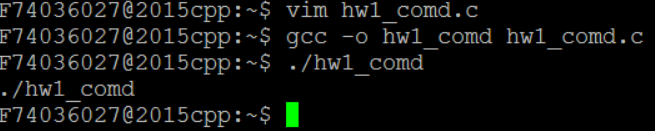 F74036027@2015cpp:~$ vim hw1_comd.c
F74036027@2015cpp:~$ gcc -o hw1_comd hw1_comd.c
F74036027@2015cpp:~$ ./hw1_comd
./hw1_comd
F74036027@2015cpp:~$